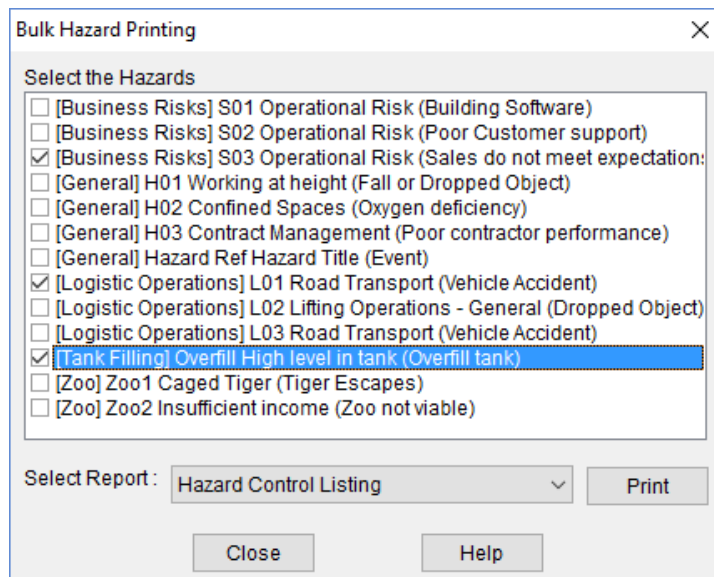 Bulk Hazard Printing
Select the Hazards
[Business Risks] S01 Operational Risk (Building Software)
[Business Risks] S02 Operational Risk (Poor Customer support)
[Business Risks] S03 Operational Risk (Sales do not meet expectations
[General] H01 Working at height (Fall or Dropped Object)
[General] H02 Confined Spaces (Oxygen deficiency)
[General] H03 Contract Management (Poor contractor performance)
[General] Hazard Ref Hazard Title (Event)
[Logistic Operations] L01 Road Transport (Vehicle Accident)
[Logistic Operations] L02 Lifting Operations - General (Dropped Object)
[Logistic Operations] L03 Road Transport (Vehicle Accident)
[Tank Filling] Overfill High level in tank (Overfill tank)
[Zoo] Zoo1 Caged Tiger (Tiger Escapes)
[Zoo] Zoo2 Insufficient income (Zoo not viable)
Select Report : Hazard Control Listing Print
Close Help